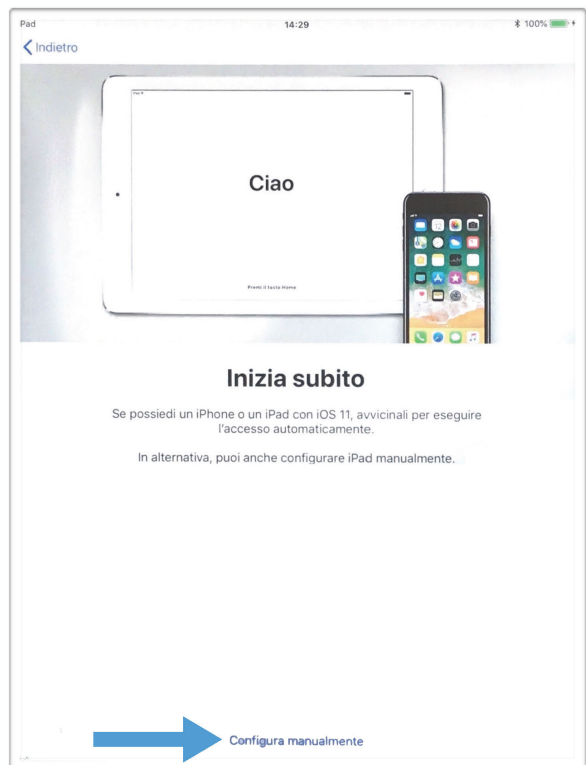 Pad 14:29 100%
Indietro
Ciao
Premi il tasto Home
Inizia subito
Se possiedi un iPhone o un iPad con iOS 11, avvicinali per eseguire
l'accesso automaticamente.
In alternativa, puoi anche configurare iPad manualmente.
Configura manualmente